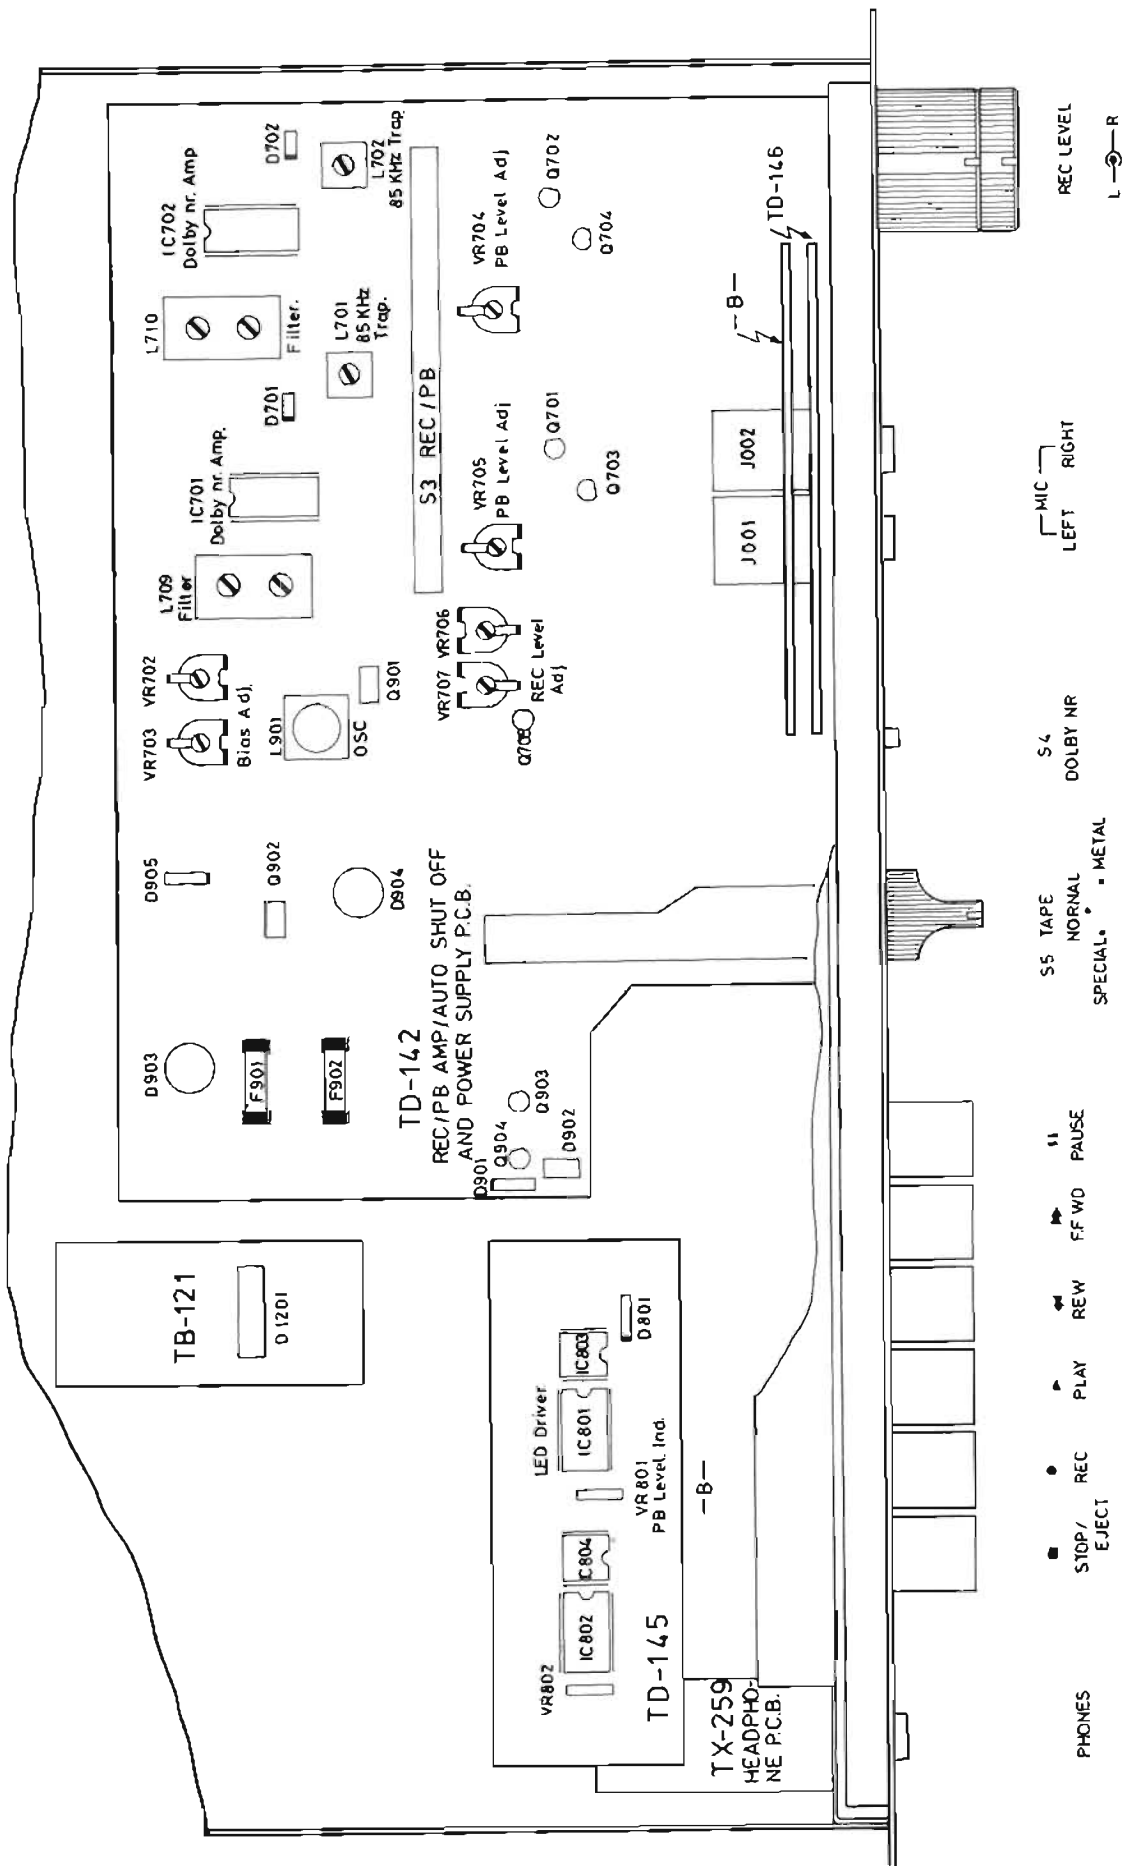 VR703
VR702
Bias Adj.
L709
Filter
IC701
Dolby nr. Amp.
L710
Filter.
IC702
Dolby nr. Amp
D702
D701
L702
85 KHz Trap.
L701
85 KHz
Trap.
D903
D905
Q902
L901
OSC
Q901
F901
F902
D904
S3 REC/PB
TB-121
D1201
TD-142
REC/PB AMP/AUTO SHUT OFF
AND POWER SUPPLY P.C.B.
VR707
VR706
REC Level
Adj
VR705
PB Level Adj
VR704
PB Level Adj
D901
Q904
Q903
D902
Q701
Q703
Q702
Q704
VR802
LED Driver
IC802
IC804
IC801
IC803
D801
VR801
PB Level. Ind.
TD-145
-B-
TX-259
HEADPHO-
NE P.C.B.
J001
J002
-B-
TD-146
PHONES
STOP/
EJECT
REC
PLAY
REW
F.F WD
PAUSE
S5 TAPE
NORNAL
SPECIAL
METAL
S4
DOLBY NR
MIC
LEFT
RIGHT
REC LEVEL
L
R